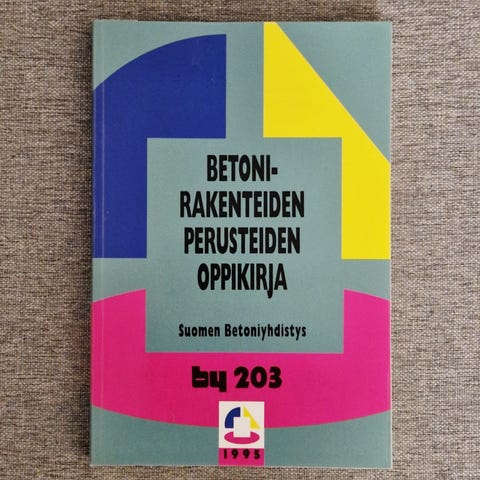 BETONI-
RAKENTEIDEN
PERUSTEIDEN
OPPIKIRJA
Suomen Betoniyhdistys
by 203
1995